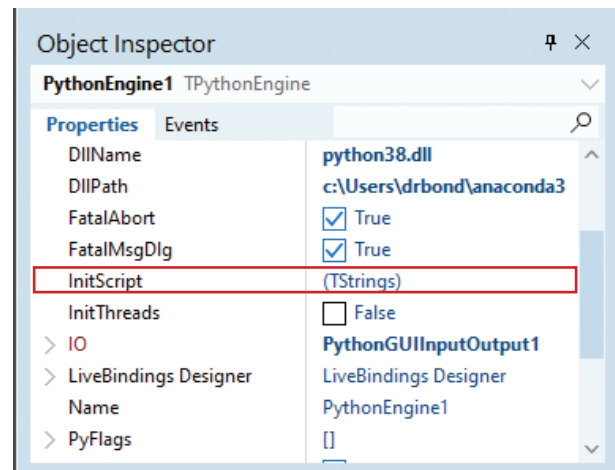 Object Inspector
PythonEngine1 TPythonEngine
Properties Events
DllName python38.dll
DllPath c:\Users\drbond\anaconda3
FatalAbort True
FatalMsgDlg True
InitScript (TStrings)
InitThreads False
IO PythonGUIInputOutput1
LiveBindings Designer LiveBindings Designer
Name PythonEngine1
PyFlags []